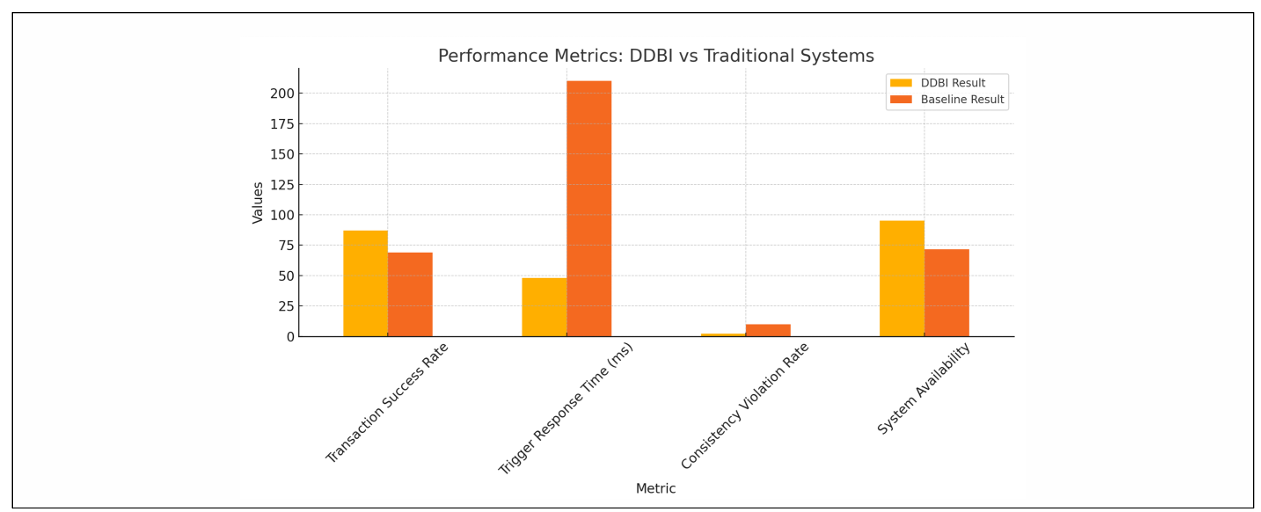 Performance Metrics: DDBI vs Traditional Systems
DDBI Result
Baseline Result
Values
200
175
150
125
100
75
50
25
0
Transaction Success Rate
Trigger Response Time (ms)
Consistency Violation Rate
System Availability
Metric